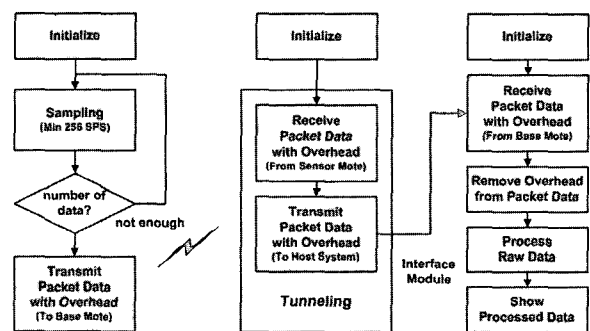 Initialize
Sampling
(Min 256 SPS)
number of
data?
not enough
Transmit
Packet Data
with Overhead
(To Base Mote)
Initialize
Receive
Packet Data
with Overhead
(From Sensor Mote)
Transmit
Packet Data
with Overhead
(To Host System)
Tunneling
Interface
Module
Initialize
Receive
Packet Data
with Overhead
(From Base Mote)
Remove Overhead
from Packet Data
Process
Raw Data
Show
Processed Data